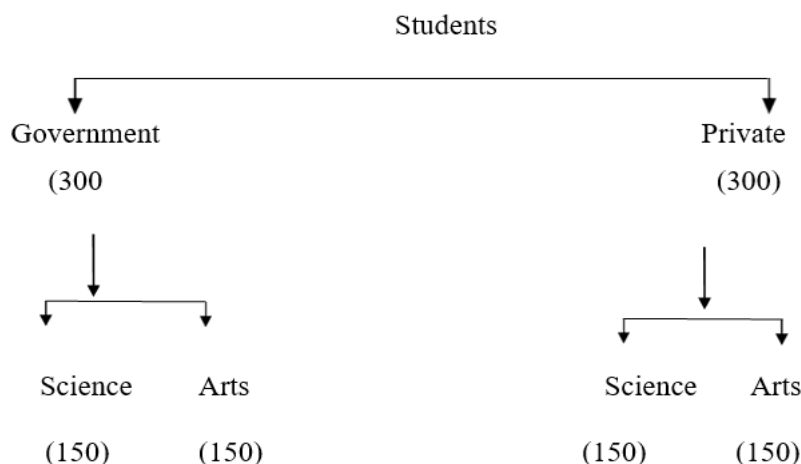 Students
Government Private
(300 (300)
Science Arts Science Arts
(150) (150) (150) (150)